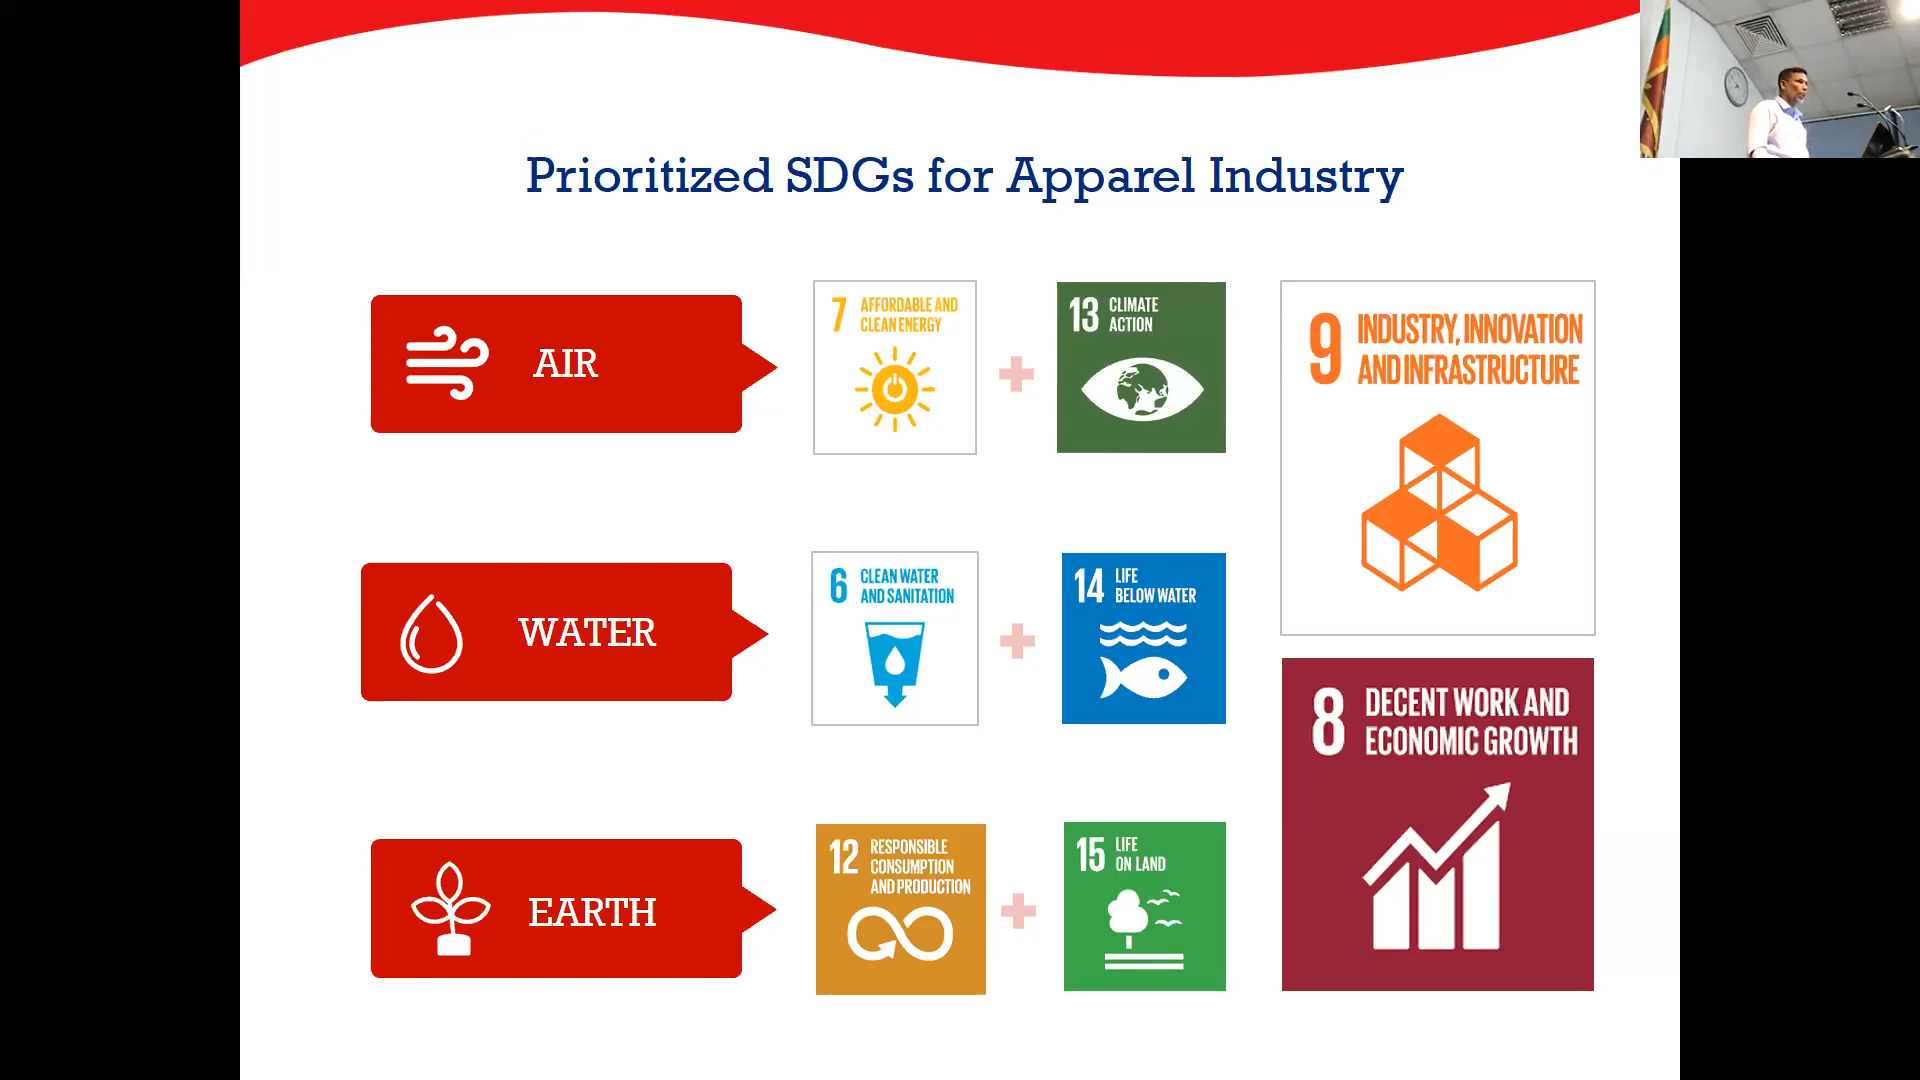 Prioritized SDGs for Apparel Industry
AIR
7 AFFORDABLE AND
CLEAN ENERGY
13 CLIMATE
ACTION
WATER
6 CLEAN WATER
AND SANITATION
14 LIFE
BELOW WATER
EARTH
12 RESPONSIBLE
CONSUMPTION
AND PRODUCTION
15 LIFE
ON LAND
9 INDUSTRY, INNOVATION
AND INFRASTRUCTURE
8 DECENT WORK AND
ECONOMIC GROWTH